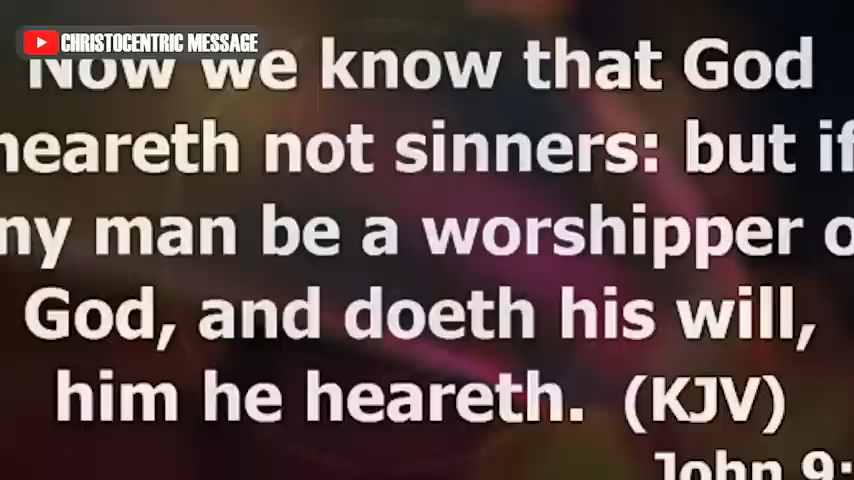 CHRISTOCENTRIC MESSAGE
Now we know that God
heareth not sinners: but if
ny man be a worshipper o
God, and doeth his will,
him he heareth. (KJV)
John 9: